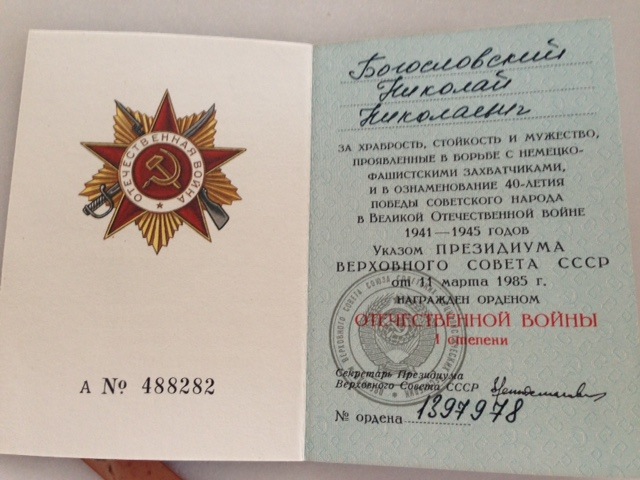 ОТЕЧЕСТВЕННАЯ ВОЙНА
А № 488282
Богословский
Николай
Николаевич
ЗА ХРАБРОСТЬ, СТОЙКОСТЬ И МУЖЕСТВО,
ПРОЯВЛЕННЫЕ В БОРЬБЕ С НЕМЕЦКО-
ФАШИСТСКИМИ ЗАХВАТЧИКАМИ,
И В ОЗНАМЕНОВАНИЕ 40-ЛЕТИЯ
ПОБЕДЫ СОВЕТСКОГО НАРОДА
В ВЕЛИКОЙ ОТЕЧЕСТВЕННОЙ ВОЙНЕ
1941—1945 ГОДОВ
УКАЗОМ ПРЕЗИДИУМА
ВЕРХОВНОГО СОВЕТА СССР
от 11 марта 1985 г.
НАГРАЖДЕН ОРДЕНОМ
ОТЕЧЕСТВЕННОЙ ВОЙНЫ
I степени
Секретарь Президиума
Верховного Совета СССР
№ ордена 1397978